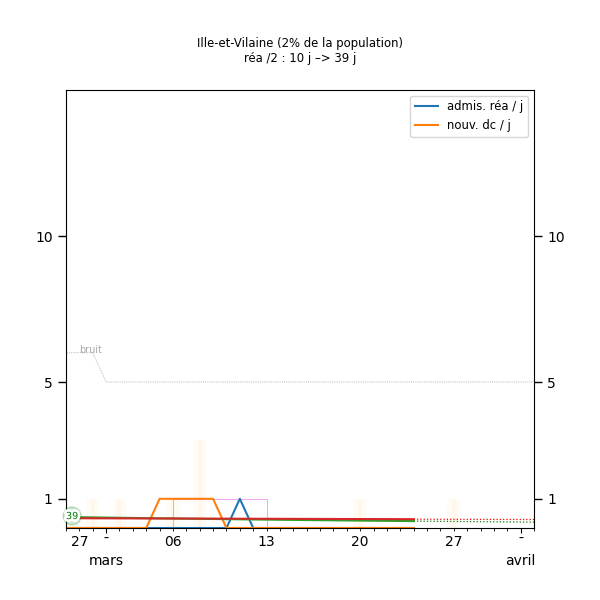 Ille-et-Vilaine (2% de la population)
réa /2 : 10 j –> 39 j
admis. réa / j
nouv. dc / j
10
10
bruit
5
5
1
1
39
27 - 06 13 20 27 -
mars avril